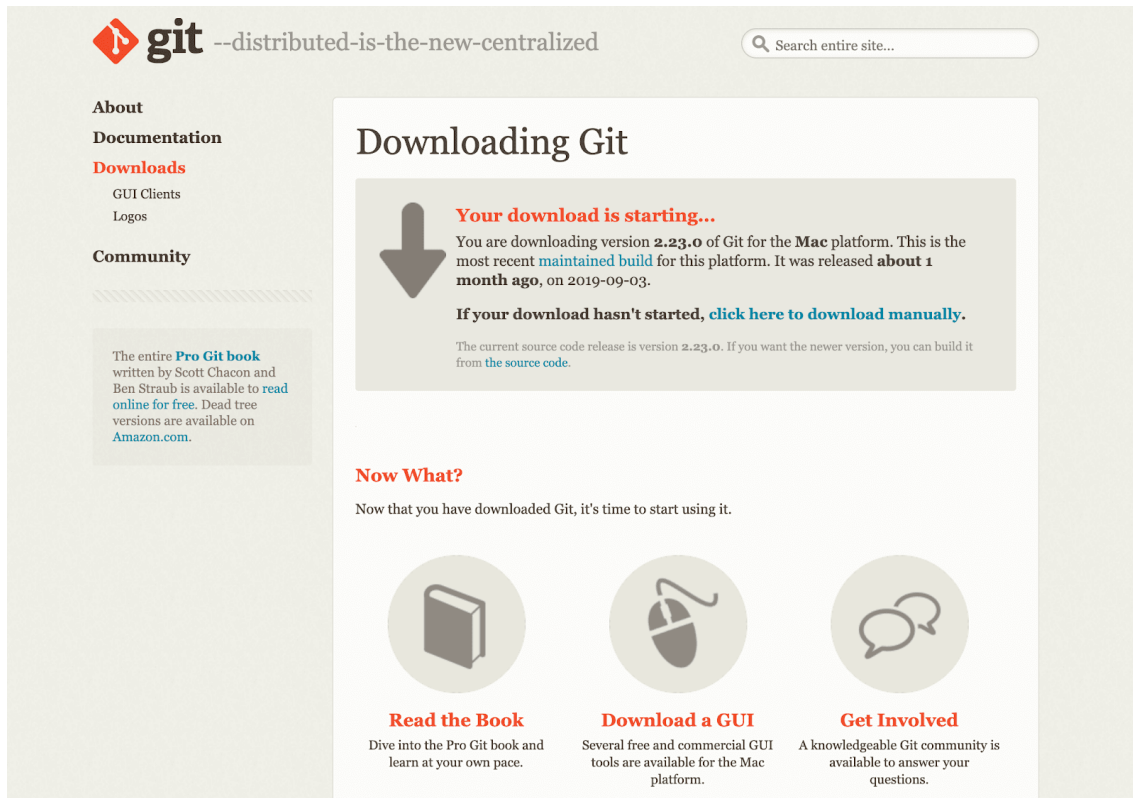 git --distributed-is-the-new-centralized
Search entire site...
About
Documentation
Downloads
GUI Clients
Logos
Community
The entire Pro Git book
written by Scott Chacon and
Ben Straub is available to read
online for free. Dead tree
versions are available on
Amazon.com.
Downloading Git
Your download is starting...
You are downloading version 2.23.0 of Git for the Mac platform. This is the
most recent maintained build for this platform. It was released about 1
month ago, on 2019-09-03.
If your download hasn't started, click here to download manually.
The current source code release is version 2.23.0. If you want the newer version, you can build it
from the source code.
Now What?
Now that you have downloaded Git, it's time to start using it.
Read the Book
Dive into the Pro Git book and
learn at your own pace.
Download a GUI
Several free and commercial GUI
tools are available for the Mac
platform.
Get Involved
A knowledgeable Git community is
available to answer your
questions.